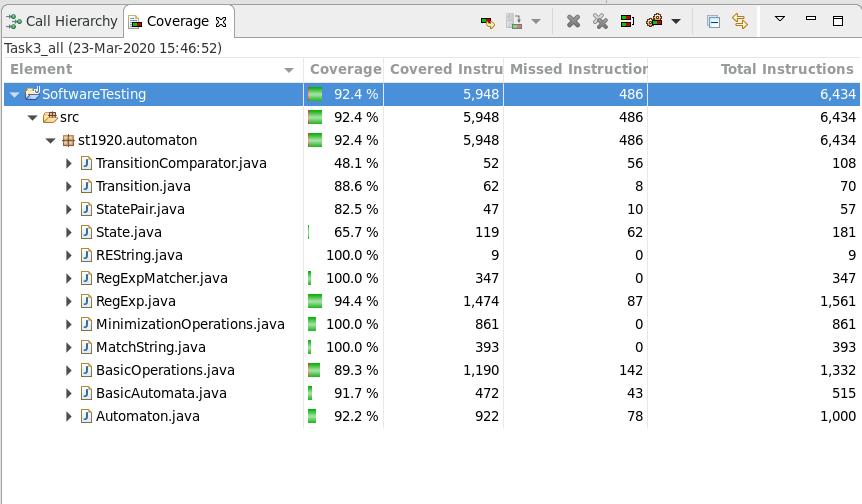 Call Hierarchy Coverage
Task3_all (23-Mar-2020 15:46:52)
Element Coverage Covered Instru Missed Instruction Total Instructions
SoftwareTesting 92.4 % 5,948 486 6,434
src 92.4 % 5,948 486 6,434
st1920.automaton 92.4 % 5,948 486 6,434
TransitionComparator.java 48.1 % 52 56 108
Transition.java 88.6 % 62 8 70
StatePair.java 82.5 % 47 10 57
State.java 65.7 % 119 62 181
REString.java 100.0 % 9 0 9
RegExpMatcher.java 100.0 % 347 0 347
RegExp.java 94.4 % 1,474 87 1,561
MinimizationOperations.java 100.0 % 861 0 861
MatchString.java 100.0 % 393 0 393
BasicOperations.java 89.3 % 1,190 142 1,332
BasicAutomata.java 91.7 % 472 43 515
Automaton.java 92.2 % 922 78 1,000